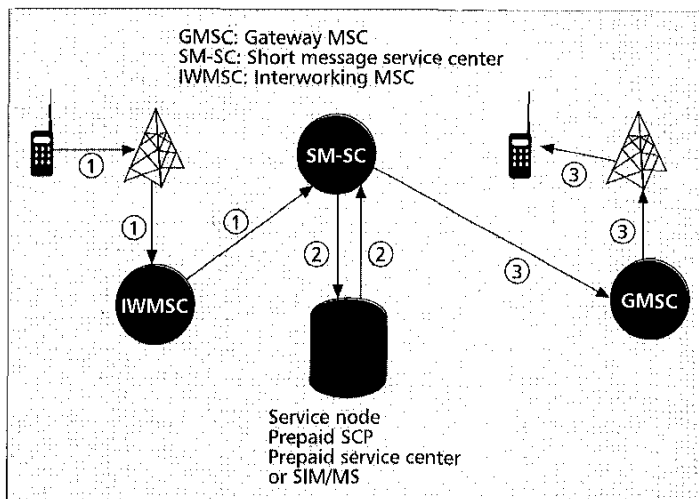 GMSC: Gateway MSC
SM-SC: Short message service center
IWMSC: Interworking MSC
SM-SC
1
3
1
1
3
2
2
3
IWMSC
GMSC
Service node
Prepaid SCP
Prepaid service center
or SIM/MS